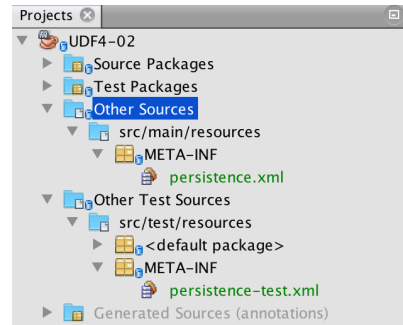 Projects
UDF4-02
Source Packages
Test Packages
Other Sources
src/main/resources
META-INF
persistence.xml
Other Test Sources
src/test/resources
<default package>
META-INF
persistence-test.xml
Generated Sources (annotations)